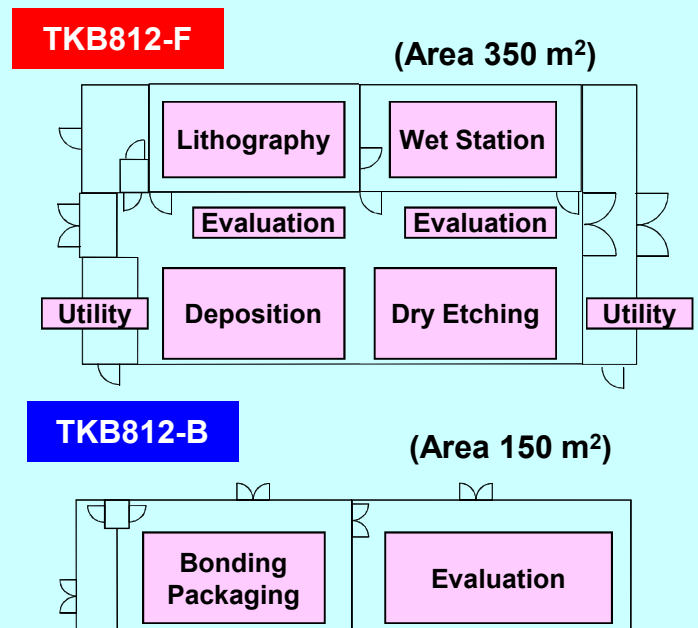 TKB812-F
(Area 350 m²)
Lithography
Wet Station
Evaluation
Evaluation
Utility
Deposition
Dry Etching
Utility
TKB812-B
(Area 150 m²)
Bonding
Packaging
Evaluation